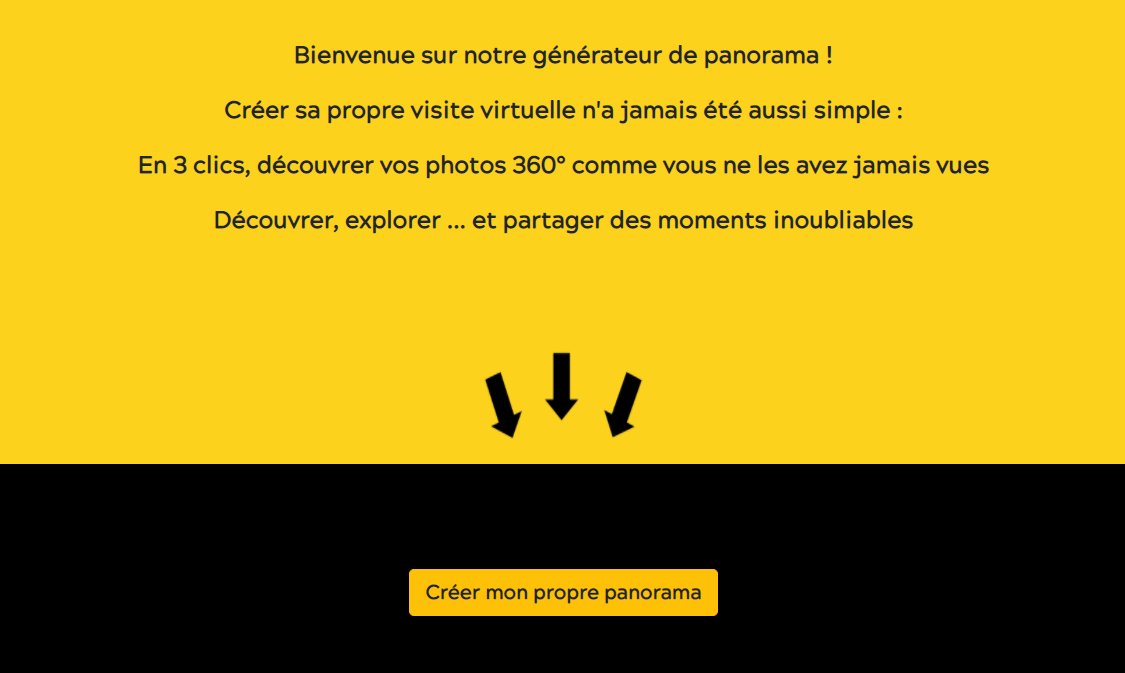 Bienvenue sur notre générateur de panorama !
Créer sa propre visite virtuelle n'a jamais été aussi simple :
En 3 clics, découvrer vos photos 360° comme vous ne les avez jamais vues
Découvrer, explorer ... et partager des moments inoubliables
Créer mon propre panorama